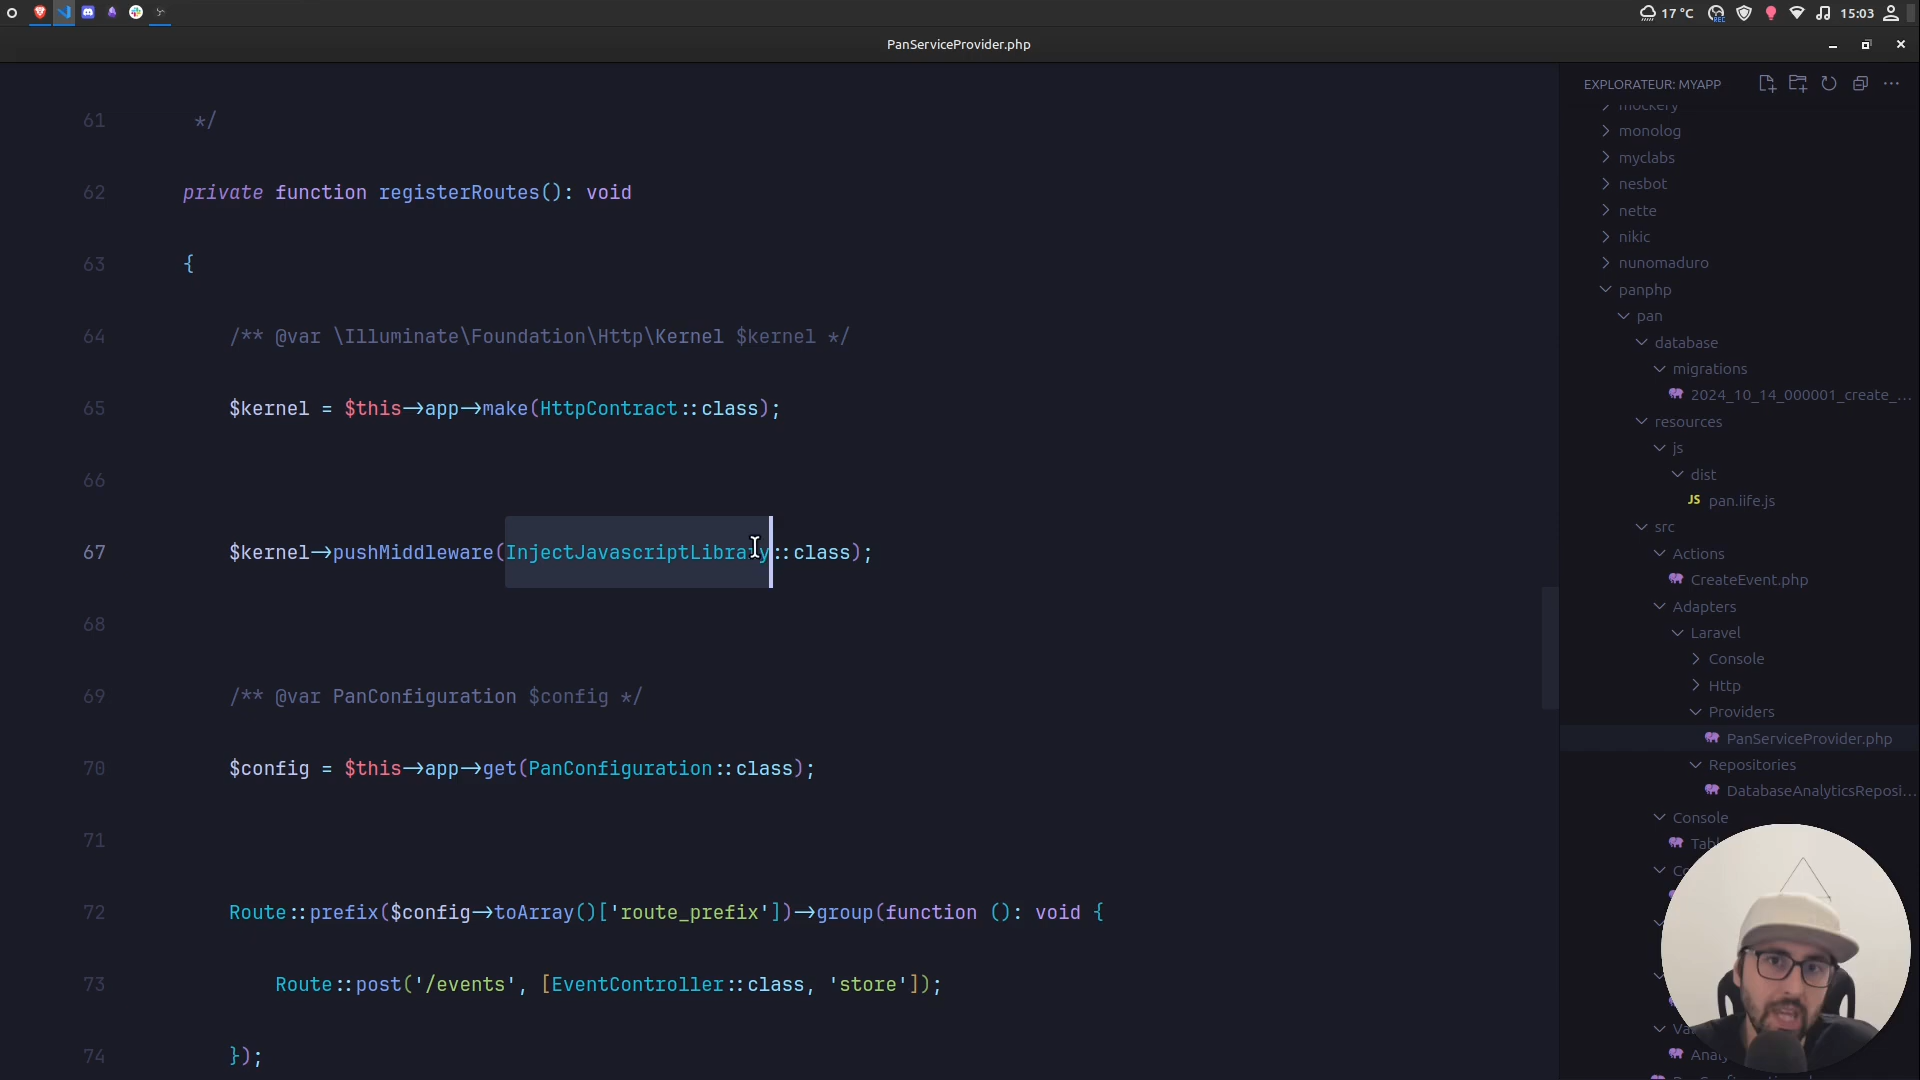 17 °C
REC
15:03
PanServiceProvider.php
61 */
62 private function registerRoutes(): void
63 {
64 /** @var \Illuminate\Foundation\Http\Kernel $kernel */
65 $kernel = $this->app->make(HttpContract::class);
66
67 $kernel->pushMiddleware(InjectJavascriptLibrary::class);
68
69 /** @var PanConfiguration $config */
70 $config = $this->app->get(PanConfiguration::class);
71
72 Route::prefix($config->toArray()['route_prefix'])->group(function (): void {
73 Route::post('/events', [EventController::class, 'store']);
74 });
EXPLORATEUR: MYAPP
mockery
monolog
myclabs
nesbot
nette
nikic
nunomaduro
panphp
pan
database
migrations
2024_10_14_000001_create_...
resources
js
dist
JS pan.iife.js
src
Actions
CreateEvent.php
Adapters
Laravel
Console
Http
Providers
PanServiceProvider.php
Repositories
DatabaseAnalyticsReposi...
Console